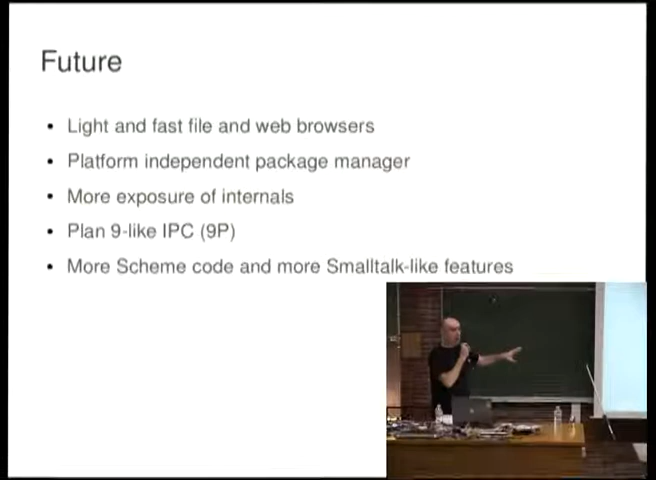 Future
• Light and fast file and web browsers
• Platform independent package manager
• More exposure of internals
• Plan 9-like IPC (9P)
• More Scheme code and more Smalltalk-like features